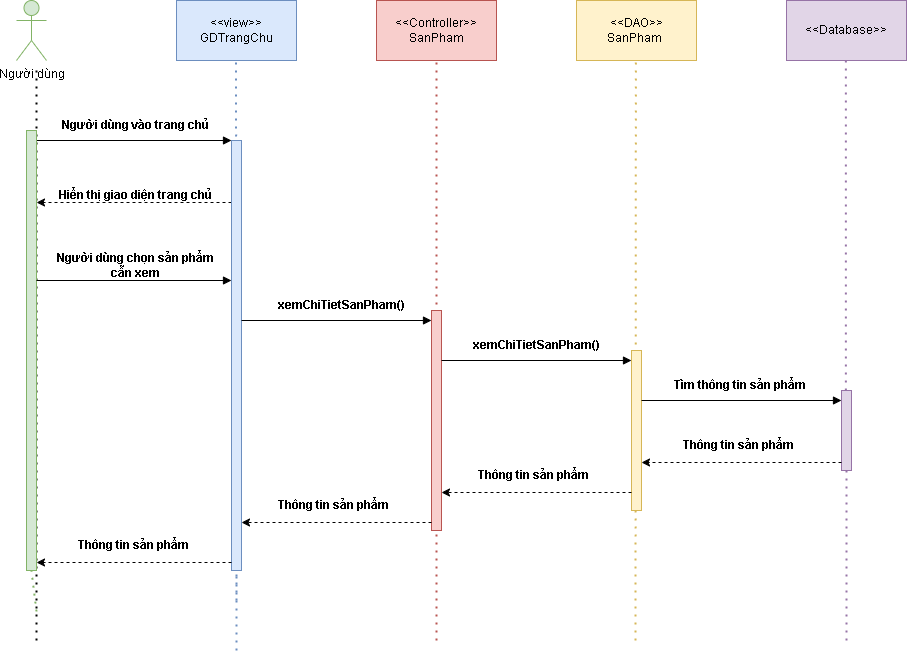 <<view>>
GDTrangChu
<<Controller>>
SanPham
<<DAO>>
SanPham
<<Database>>
Người dùng
Người dùng vào trang chủ
Hiển thi giao diện trang chủ
Người dùng chọn sản phẩm
cần xem
xemChiTietSanPham()
xemChiTietSanPham()
Tìm thông tin sản phẩm
Thông tin sản phẩm
Thông tin sản phẩm
Thông tin sản phẩm
Thông tin sản phẩm